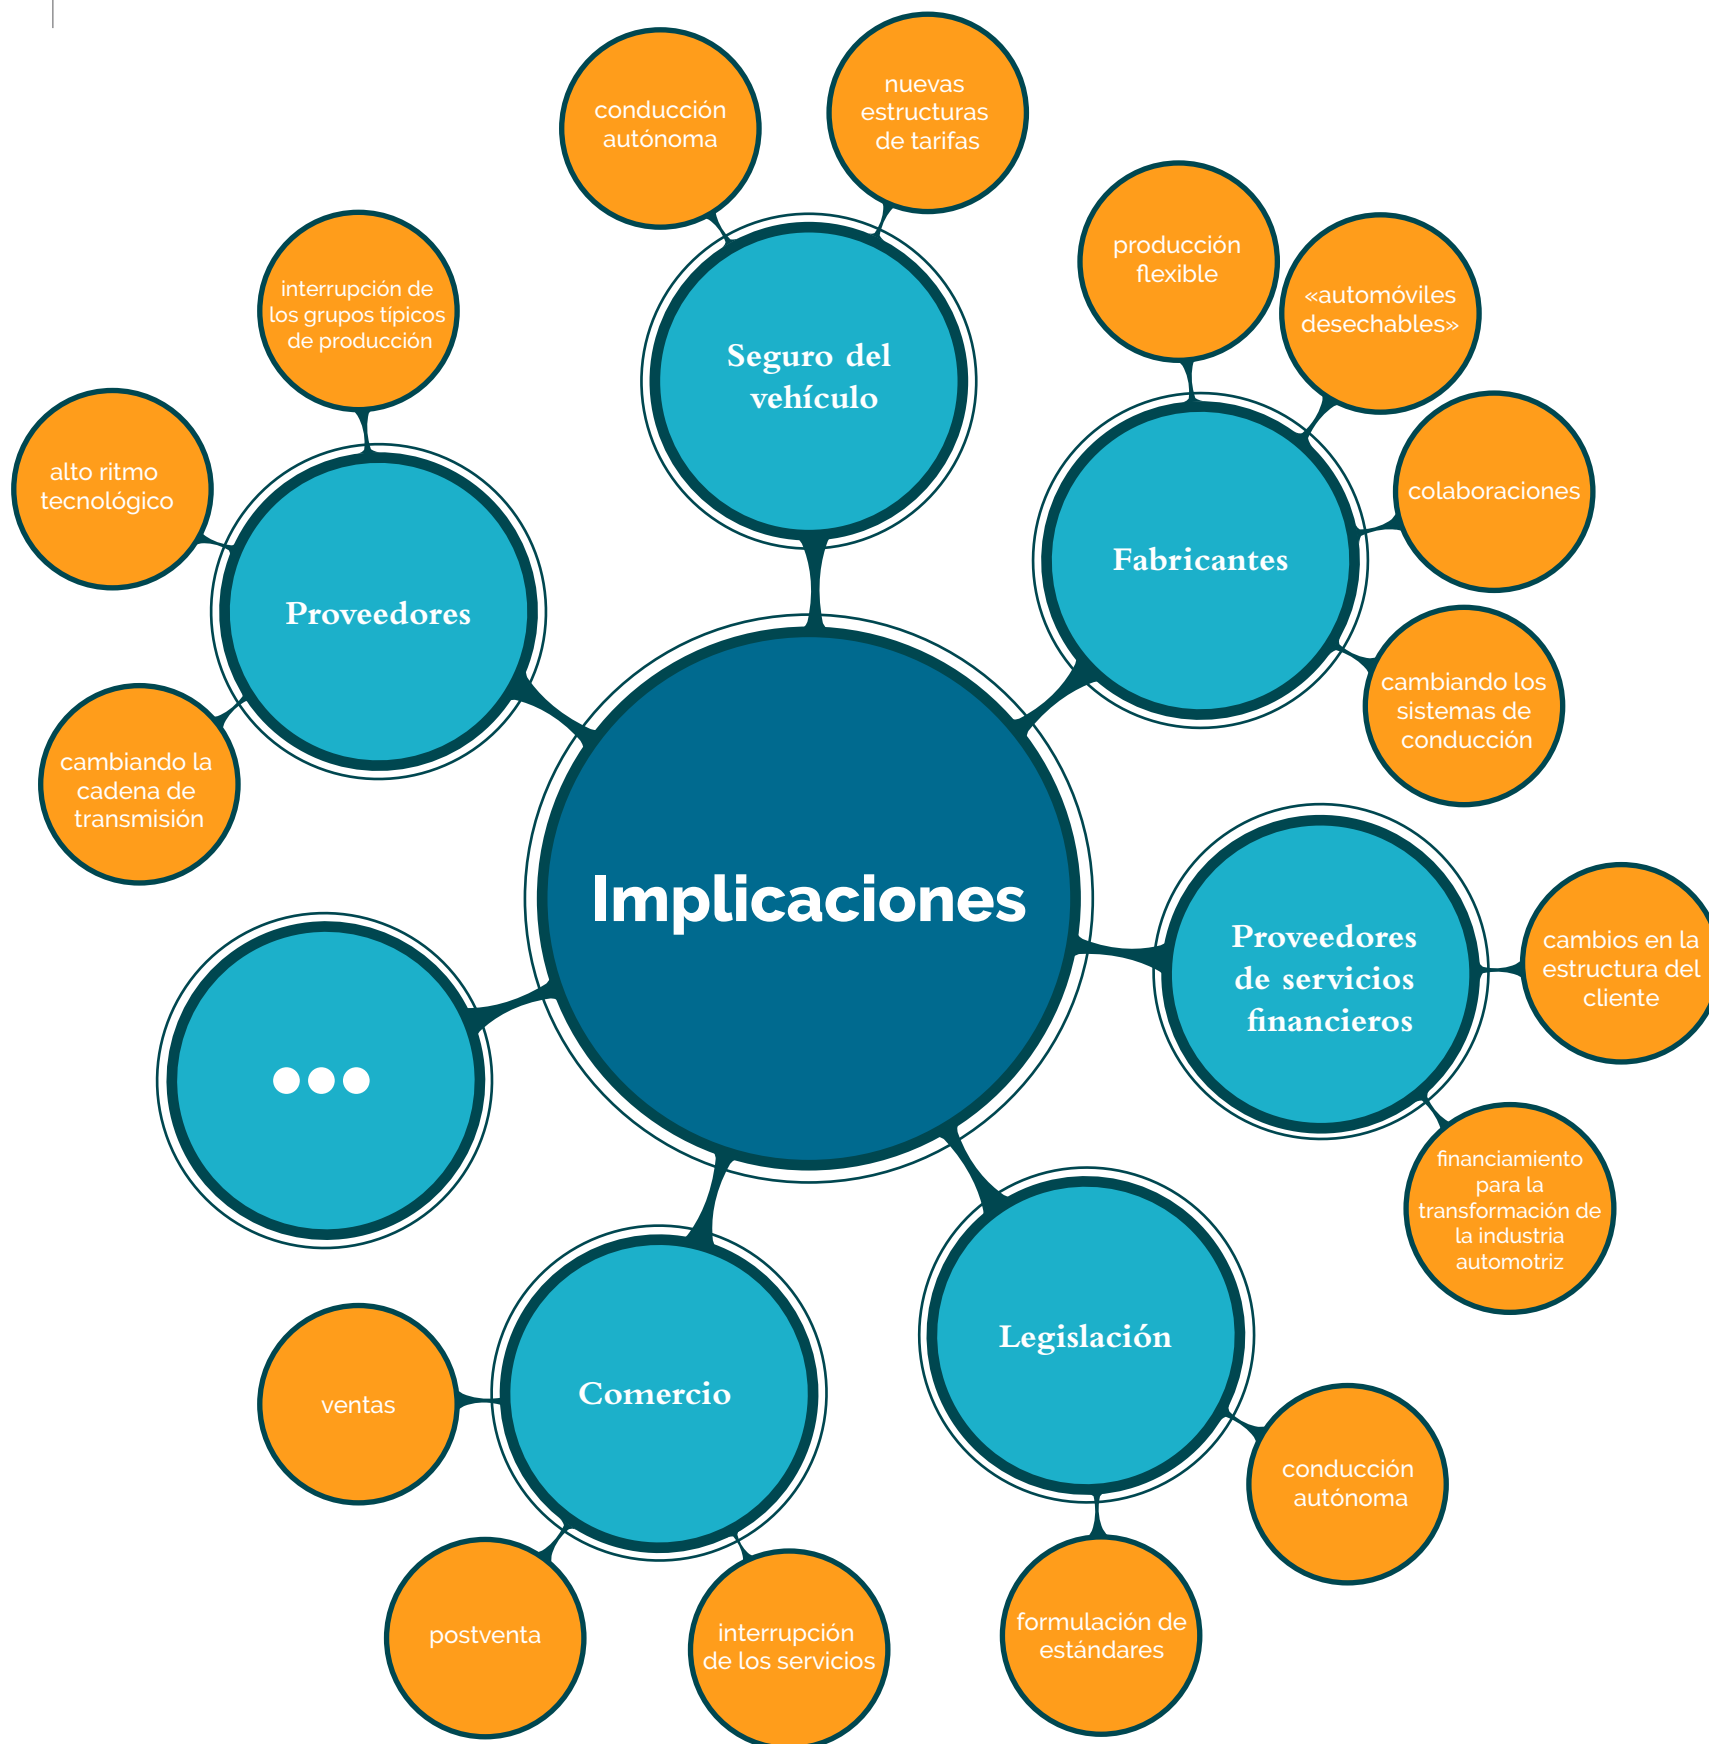 conducción
autónoma
nuevas
estructuras
de tarifas
Seguro del
vehículo
producción
flexible
«automóviles
desechables»
colaboraciones
cambiando los
sistemas de
conducción
Fabricantes
interrupción de
los grupos típicos
de producción
alto ritmo
tecnológico
cambiando la
cadena de
transmisión
Proveedores
Implicaciones
Proveedores
de servicios
financieros
cambios en la
estructura del
cliente
financiamiento
para la
transformación de
la industria
automotriz
•••
Legislación
conducción
autónoma
formulación de
estándares
Comercio
ventas
postventa
interrupción
de los servicios